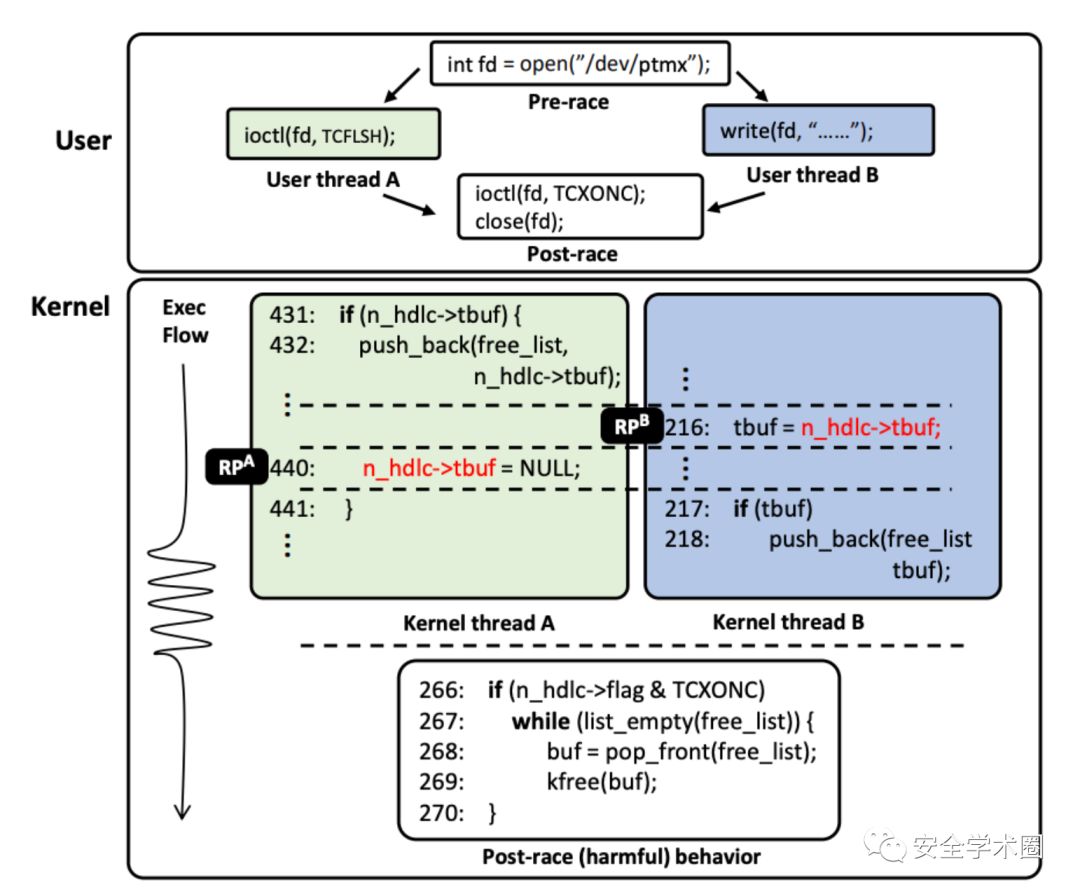 User
int fd = open("/dev/ptmx");
Pre-race
ioctl(fd, TCFLSH);
User thread A
write(fd, “……”);
User thread B
ioctl(fd, TCXONC);
close(fd);
Post-race
Kernel
Exec
Flow
431: if (n_hdlc->tbuf) {
432: push_back(free_list,
n_hdlc->tbuf);
⋮
RPA
440: n_hdlc->tbuf = NULL;
441: }
⋮
Kernel thread A
⋮
RPB
216: tbuf = n_hdlc->tbuf;
⋮
217: if (tbuf)
218: push_back(free_list
tbuf);
Kernel thread B
266: if (n_hdlc->flag & TCXONC)
267: while (list_empty(free_list)) {
268: buf = pop_front(free_list);
269: kfree(buf);
270: }
Post-race (harmful) behavior
安全学术圈